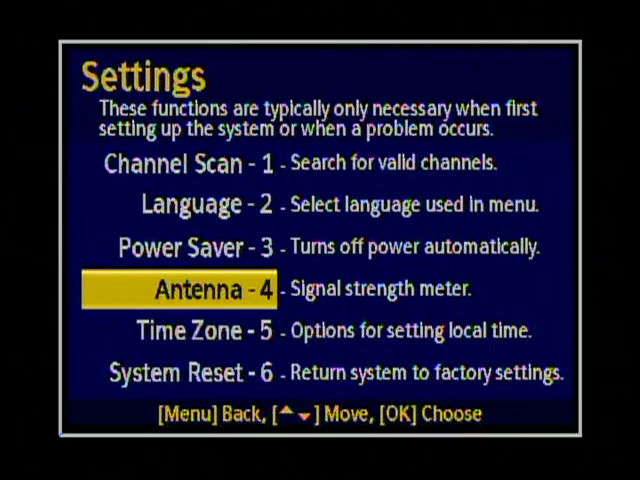 Settings
These functions are typically only necessary when first
setting up the system or when a problem occurs.
Channel Scan - 1 - Search for valid channels.
Language - 2 - Select language used in menu.
Power Saver - 3 - Turns off power automatically.
Antenna - 4 - Signal strength meter.
Time Zone - 5 - Options for setting local time.
System Reset - 6 - Return system to factory settings.
[Menu] Back, [▲▼] Move, [OK] Choose